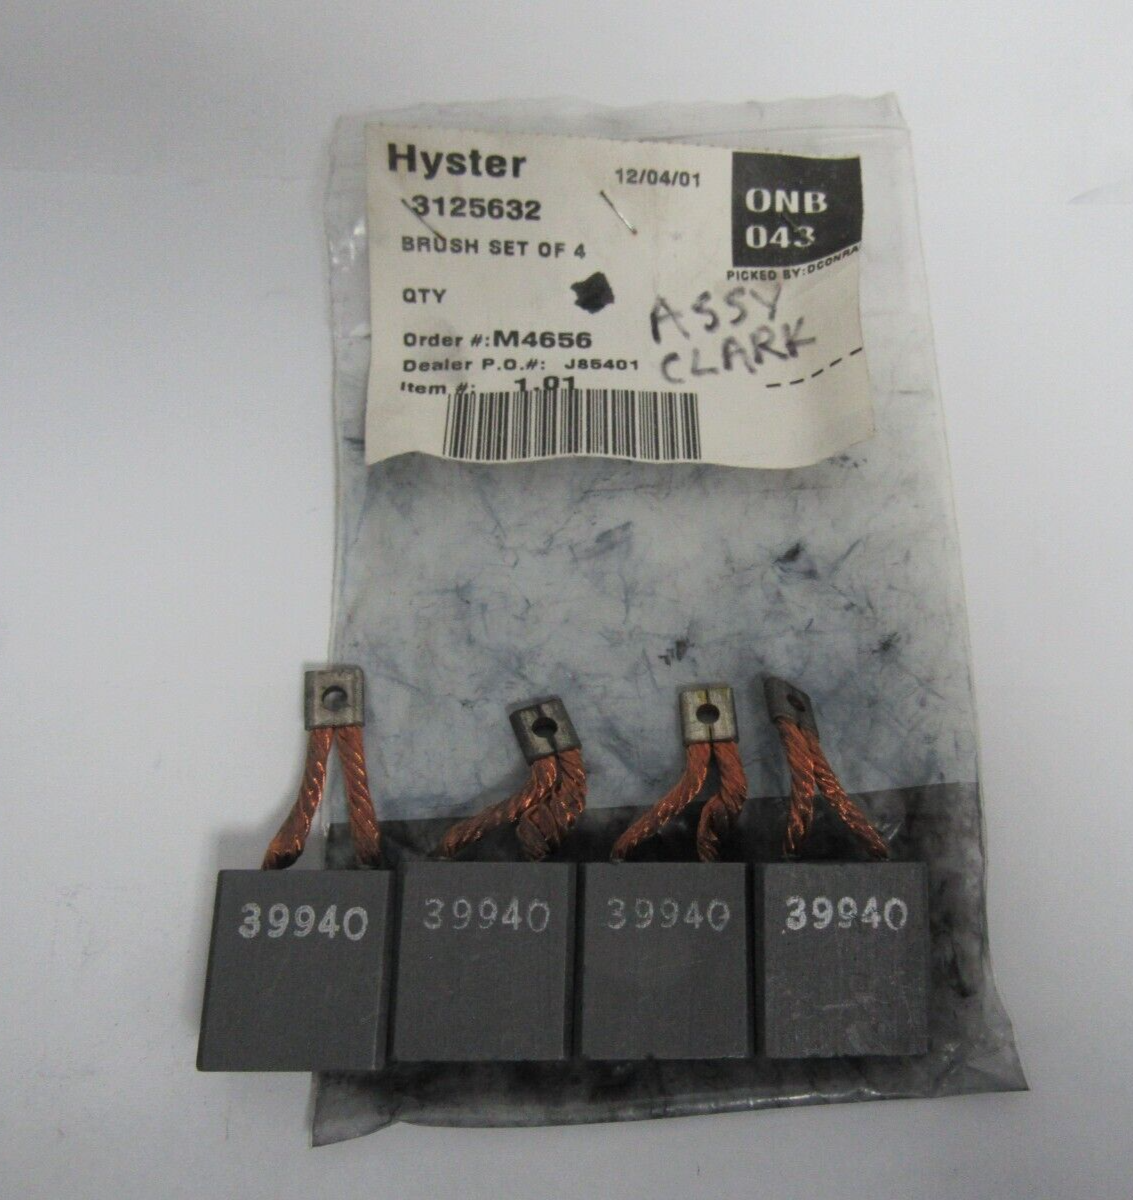 Hyster
12/04/01
3125632
BRUSH SET OF 4
ONB
043
PICKED BY:DCONRA
QTY
ASSY
CLARK
Order #:M4656
Dealer P.O.#: J85401
Item #: 1.01
39940
39940
39940
39940